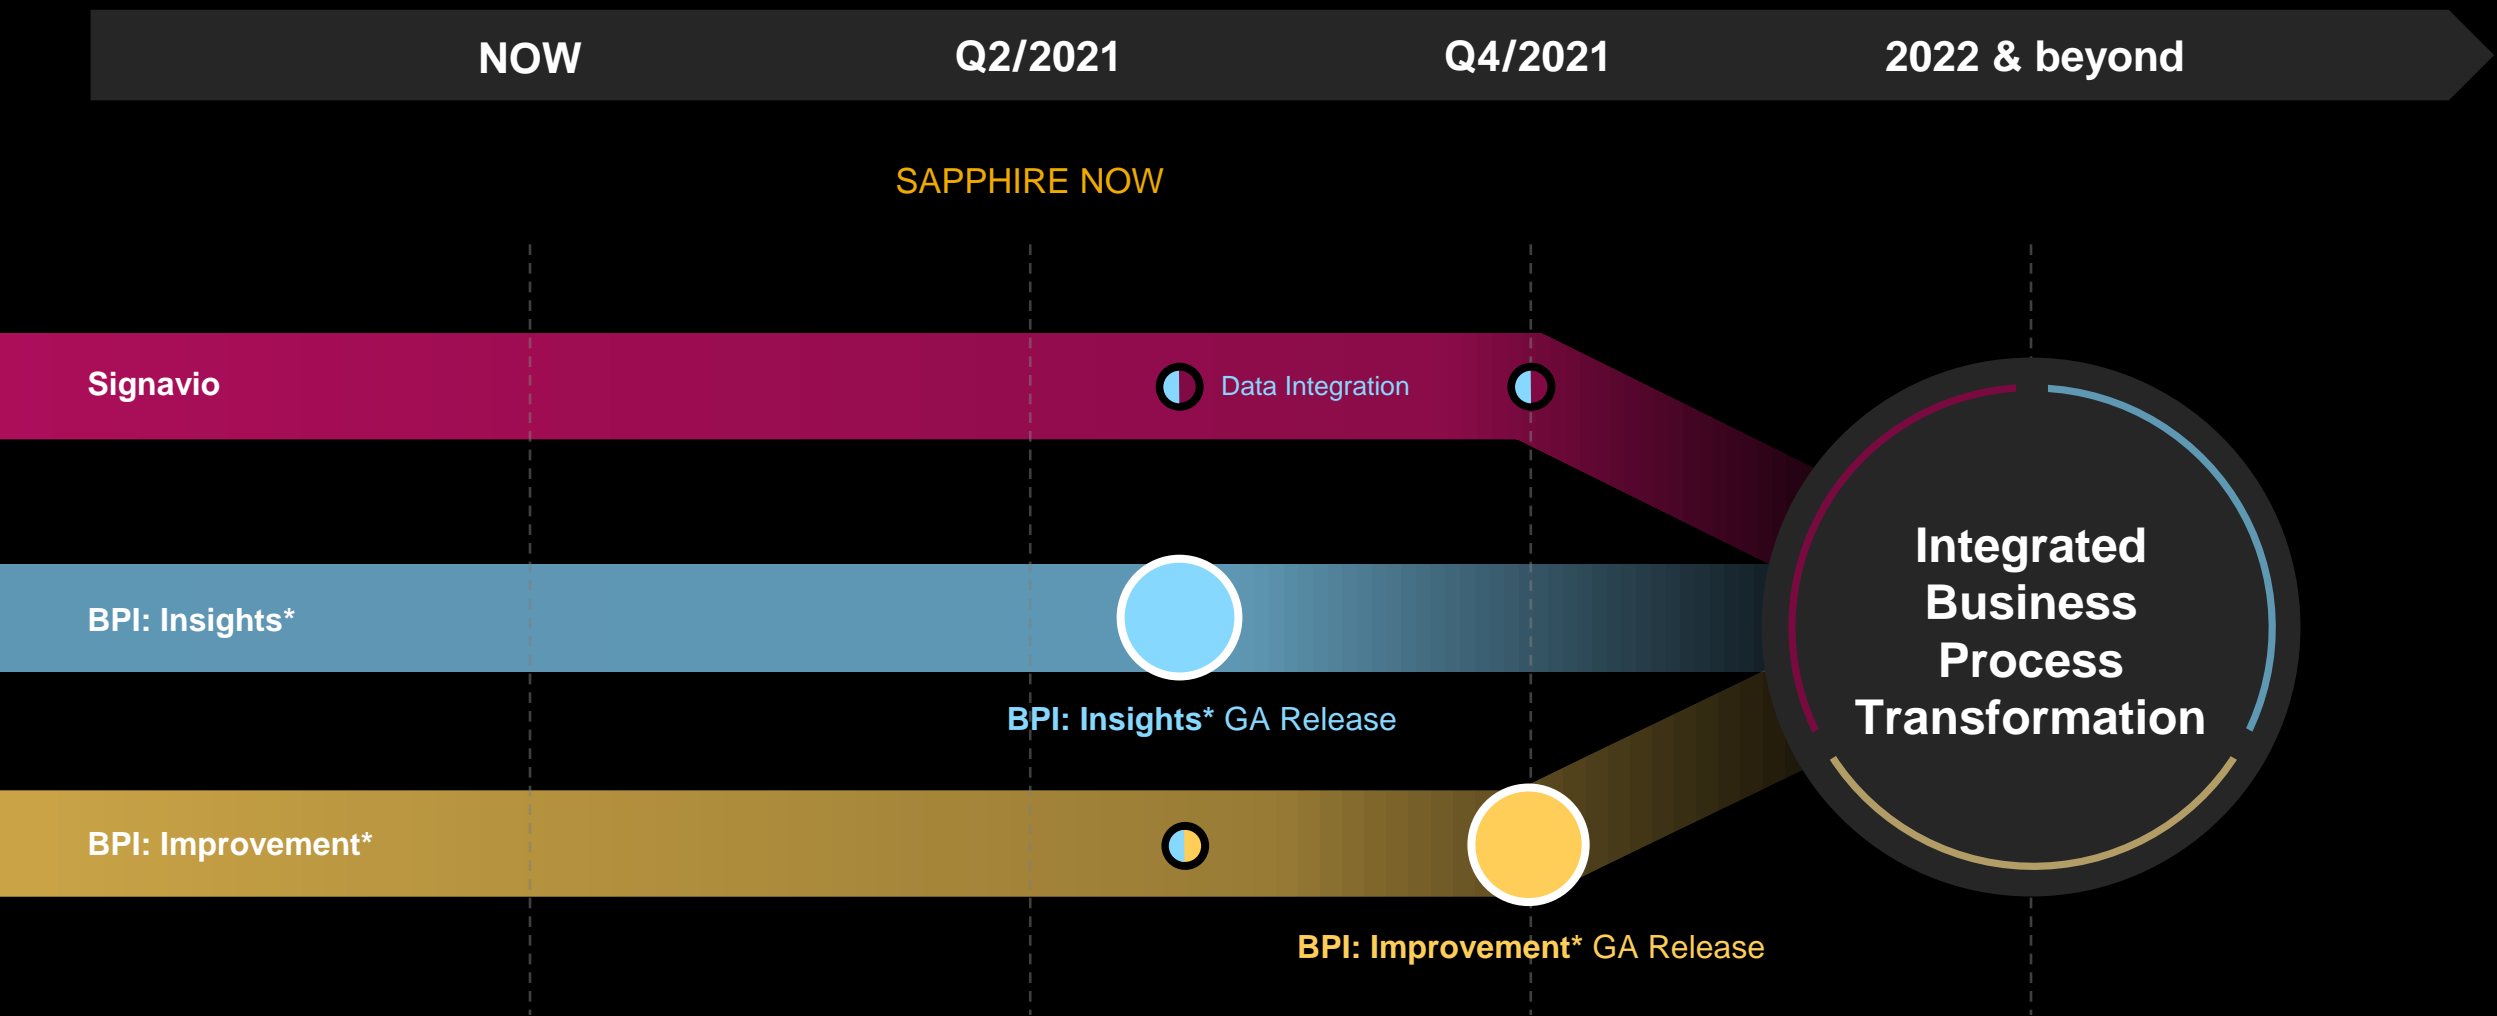 NOW
Q2/2021
Q4/2021
2022 & beyond
SAPPHIRE NOW
Signavio
Data Integration
BPI: Insights*
BPI: Insights* GA Release
BPI: Improvement*
BPI: Improvement* GA Release
Integrated
Business
Process
Transformation